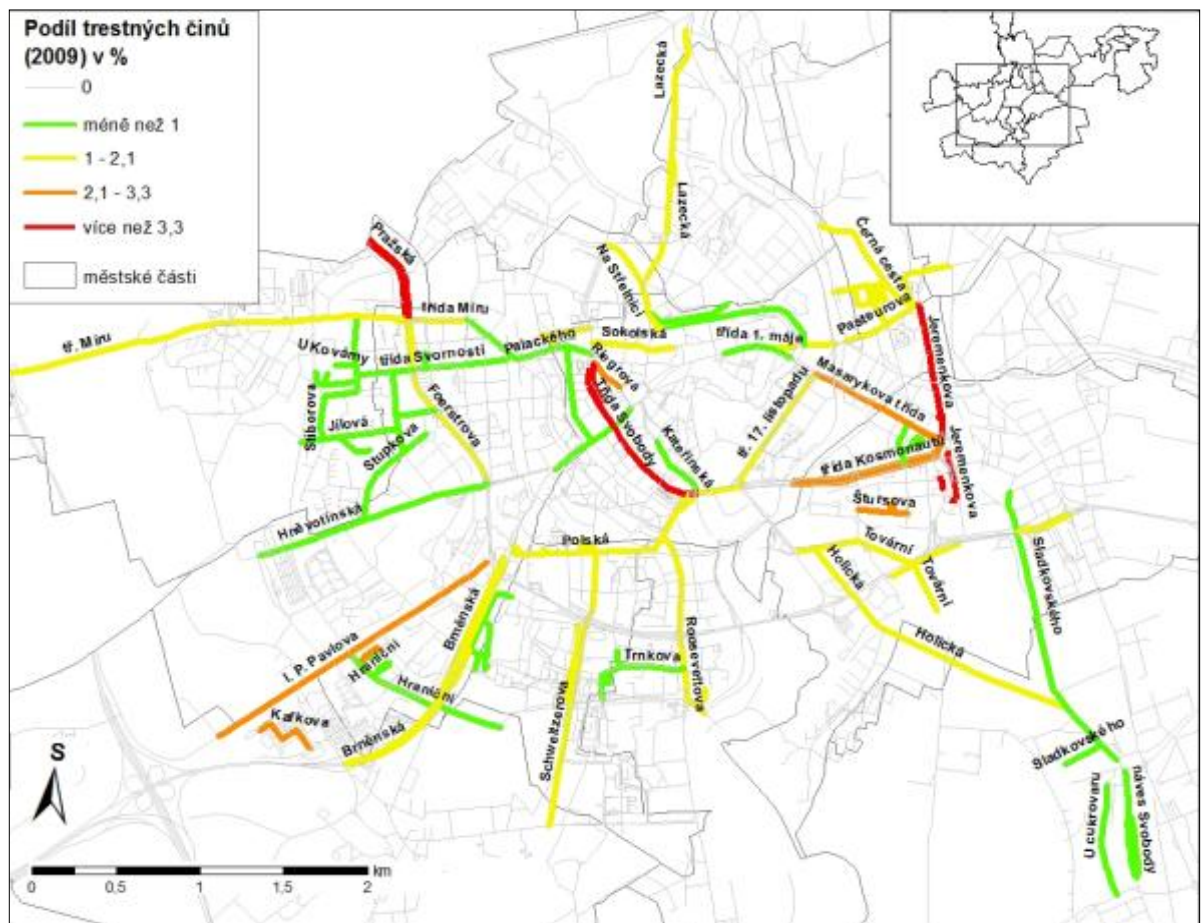 Podíl trestných činů
(2009) v %
0
méně než 1
1 - 2,1
2,1 - 3,3
více než 3,3
městské části
Lazecká
Lazecká
Pražská
Na Střelnici
Černá cesta
Pasteurova
třída Míru
tř. Míru
U Kovárny
třída Svornosti
Palackého
Sokolská
třída 1. máje
Jeremenkova
Riegrova
Masarykova třída
Foerstrova
Třída Svobody
tř. 17. listopadu
Stiborova
Jílová
Stupkova
Kateřinská
třída Kosmonautů
Jeremenkova
Štursova
Hněvotínská
Polská
Tovární
Tovární
Holická
Sladkovského
Brněnská
Rooseveltova
Holická
I. P. Pavlova
Hraniční
Hraniční
Trnkova
Kafkova
Brněnská
Schweitzerova
Sladkovského
náves Svobody
U cukrovaru
S
0
0,5
1
2
km